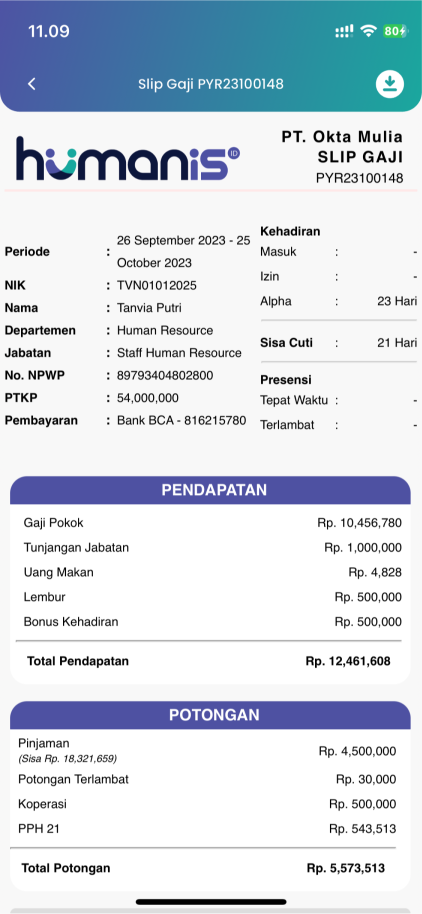 11.09
80
Slip Gaji PYR23100148
humanis ID
PT. Okta Mulia
SLIP GAJI
PYR23100148
Periode : 26 September 2023 - 25
October 2023
NIK : TVN01012025
Nama : Tanvia Putri
Departemen : Human Resource
Jabatan : Staff Human Resource
No. NPWP : 89793404802800
PTKP : 54,000,000
Pembayaran : Bank BCA - 816215780
Kehadiran
Masuk : -
Izin : -
Alpha : 23 Hari
Sisa Cuti : 21 Hari
Presensi
Tepat Waktu : -
Terlambat : -
PENDAPATAN
Gaji Pokok Rp. 10,456,780
Tunjangan Jabatan Rp. 1,000,000
Uang Makan Rp. 4,828
Lembur Rp. 500,000
Bonus Kehadiran Rp. 500,000
Total Pendapatan Rp. 12,461,608
POTONGAN
Pinjaman Rp. 4,500,000
(Sisa Rp. 18,321,659)
Potongan Terlambat Rp. 30,000
Koperasi Rp. 500,000
PPH 21 Rp. 543,513
Total Potongan Rp. 5,573,513